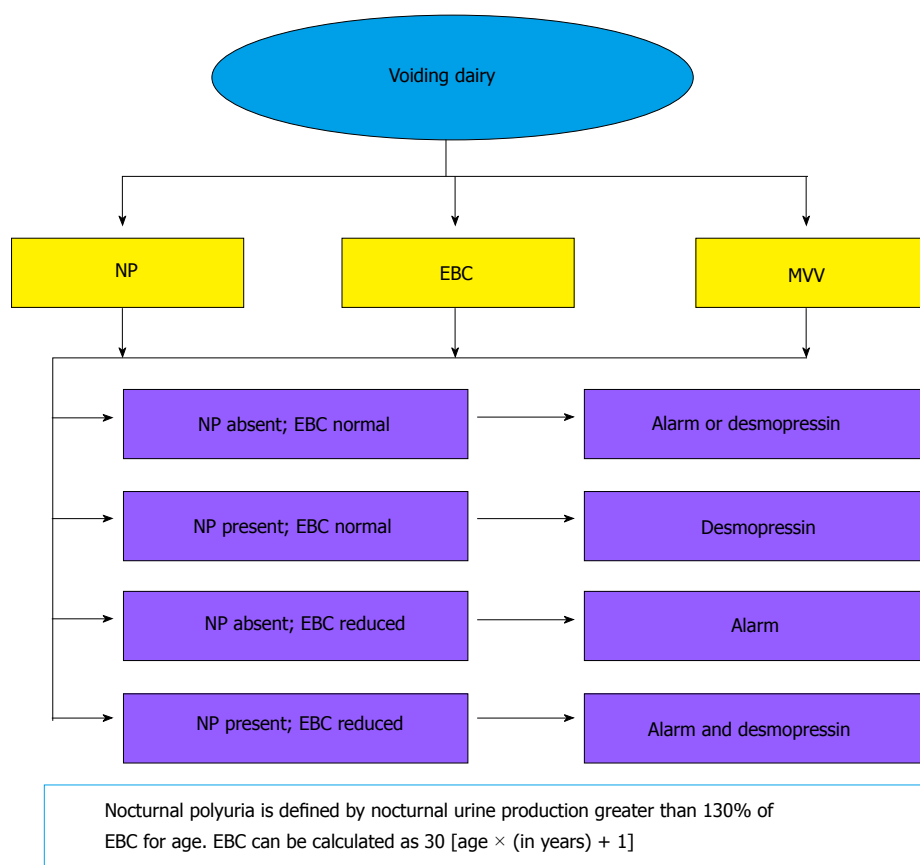 Voiding dairy
NP
EBC
MVV
NP absent; EBC normal
Alarm or desmopressin
NP present; EBC normal
Desmopressin
NP absent; EBC reduced
Alarm
NP present; EBC reduced
Alarm and desmopressin
Nocturnal polyuria is defined by nocturnal urine production greater than 130% of
EBC for age. EBC can be calculated as 30 [age × (in years) + 1]